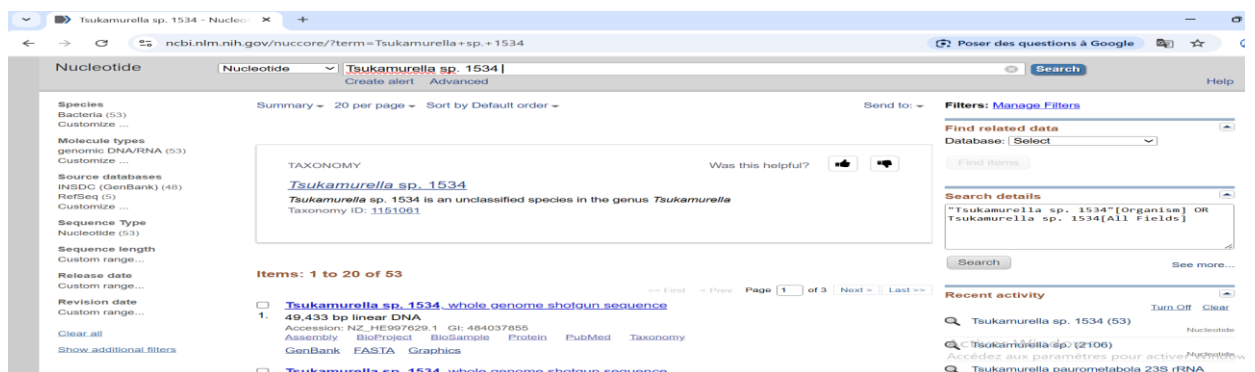 Tsukamurella sp. 1534 - Nucleo
ncbi.nlm.nih.gov/nuccore/?term=Tsukamurella+sp.+1534
Poser des questions à Google
Nucleotide
Nucleotide
Tsukamurella sp. 1534
Search
Create alert Advanced
Help
Species
Bacteria (53)
Customize ...
Molecule types
genomic DNA/RNA (53)
Customize ...
Source databases
INSDC (GenBank) (48)
RefSeq (5)
Customize ...
Sequence Type
Nucleotide (53)
Sequence length
Custom range...
Release date
Custom range...
Revision date
Custom range...
Clear all
Show additional filters
Summary 20 per page Sort by Default order
Send to:
TAXONOMY
Was this helpful?
Tsukamurella sp. 1534
Tsukamurella sp. 1534 is an unclassified species in the genus Tsukamurella
Taxonomy ID: 1151061
Items: 1 to 20 of 53
<< First < Prev Page 1 of 3 Next > Last >>
Tsukamurella sp. 1534, whole genome shotgun sequence
1. 49,433 bp linear DNA
Accession: NZ_HE997629.1 GI: 484037855
Assembly BioProject BioSample Protein PubMed Taxonomy
GenBank FASTA Graphics
Tsukamurella sp. 1534, whole genome shotgun sequence
Filters: Manage Filters
Find related data
Database: Select
Find items
Search details
"Tsukamurella sp. 1534"[Organism] OR
Tsukamurella sp. 1534[All Fields]
Search
See more...
Recent activity
Turn Off Clear
Tsukamurella sp. 1534 (53)
Nucleotide
Tsukamurella sp. (2106)
Nucleotide
Accédez aux paramètres pour activer Window
Tsukamurella paurometabola 23S rRNA